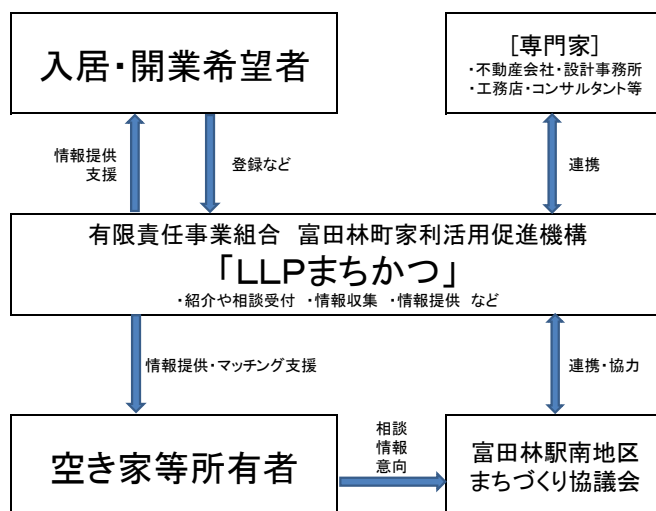 入居・開業希望者
[専門家]
・不動産会社・設計事務所
・工務店・コンサルタント等
情報提供
支援
登録など
連携
有限責任事業組合　富田林町家利活用促進機構
「LLPまちかつ」
・紹介や相談受付　・情報収集　・情報提供　など
情報提供・マッチング支援
連携・協力
空き家等所有者
相談
情報
意向
富田林駅南地区
まちづくり協議会